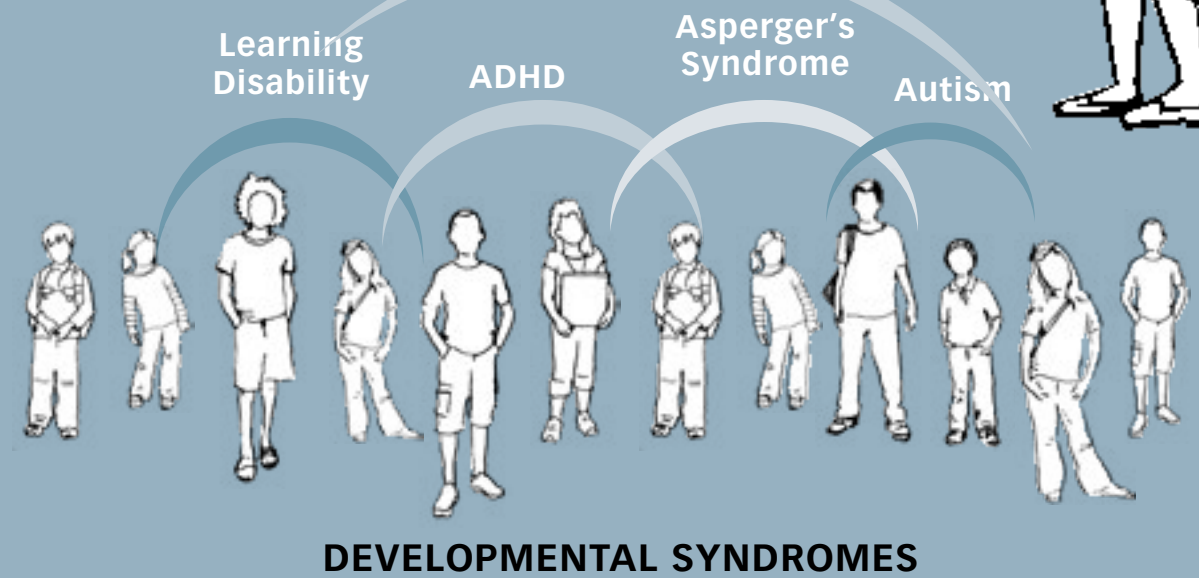 Learning
Disability
ADHD
Asperger’s
Syndrome
Autism
DEVELOPMENTAL SYNDROMES